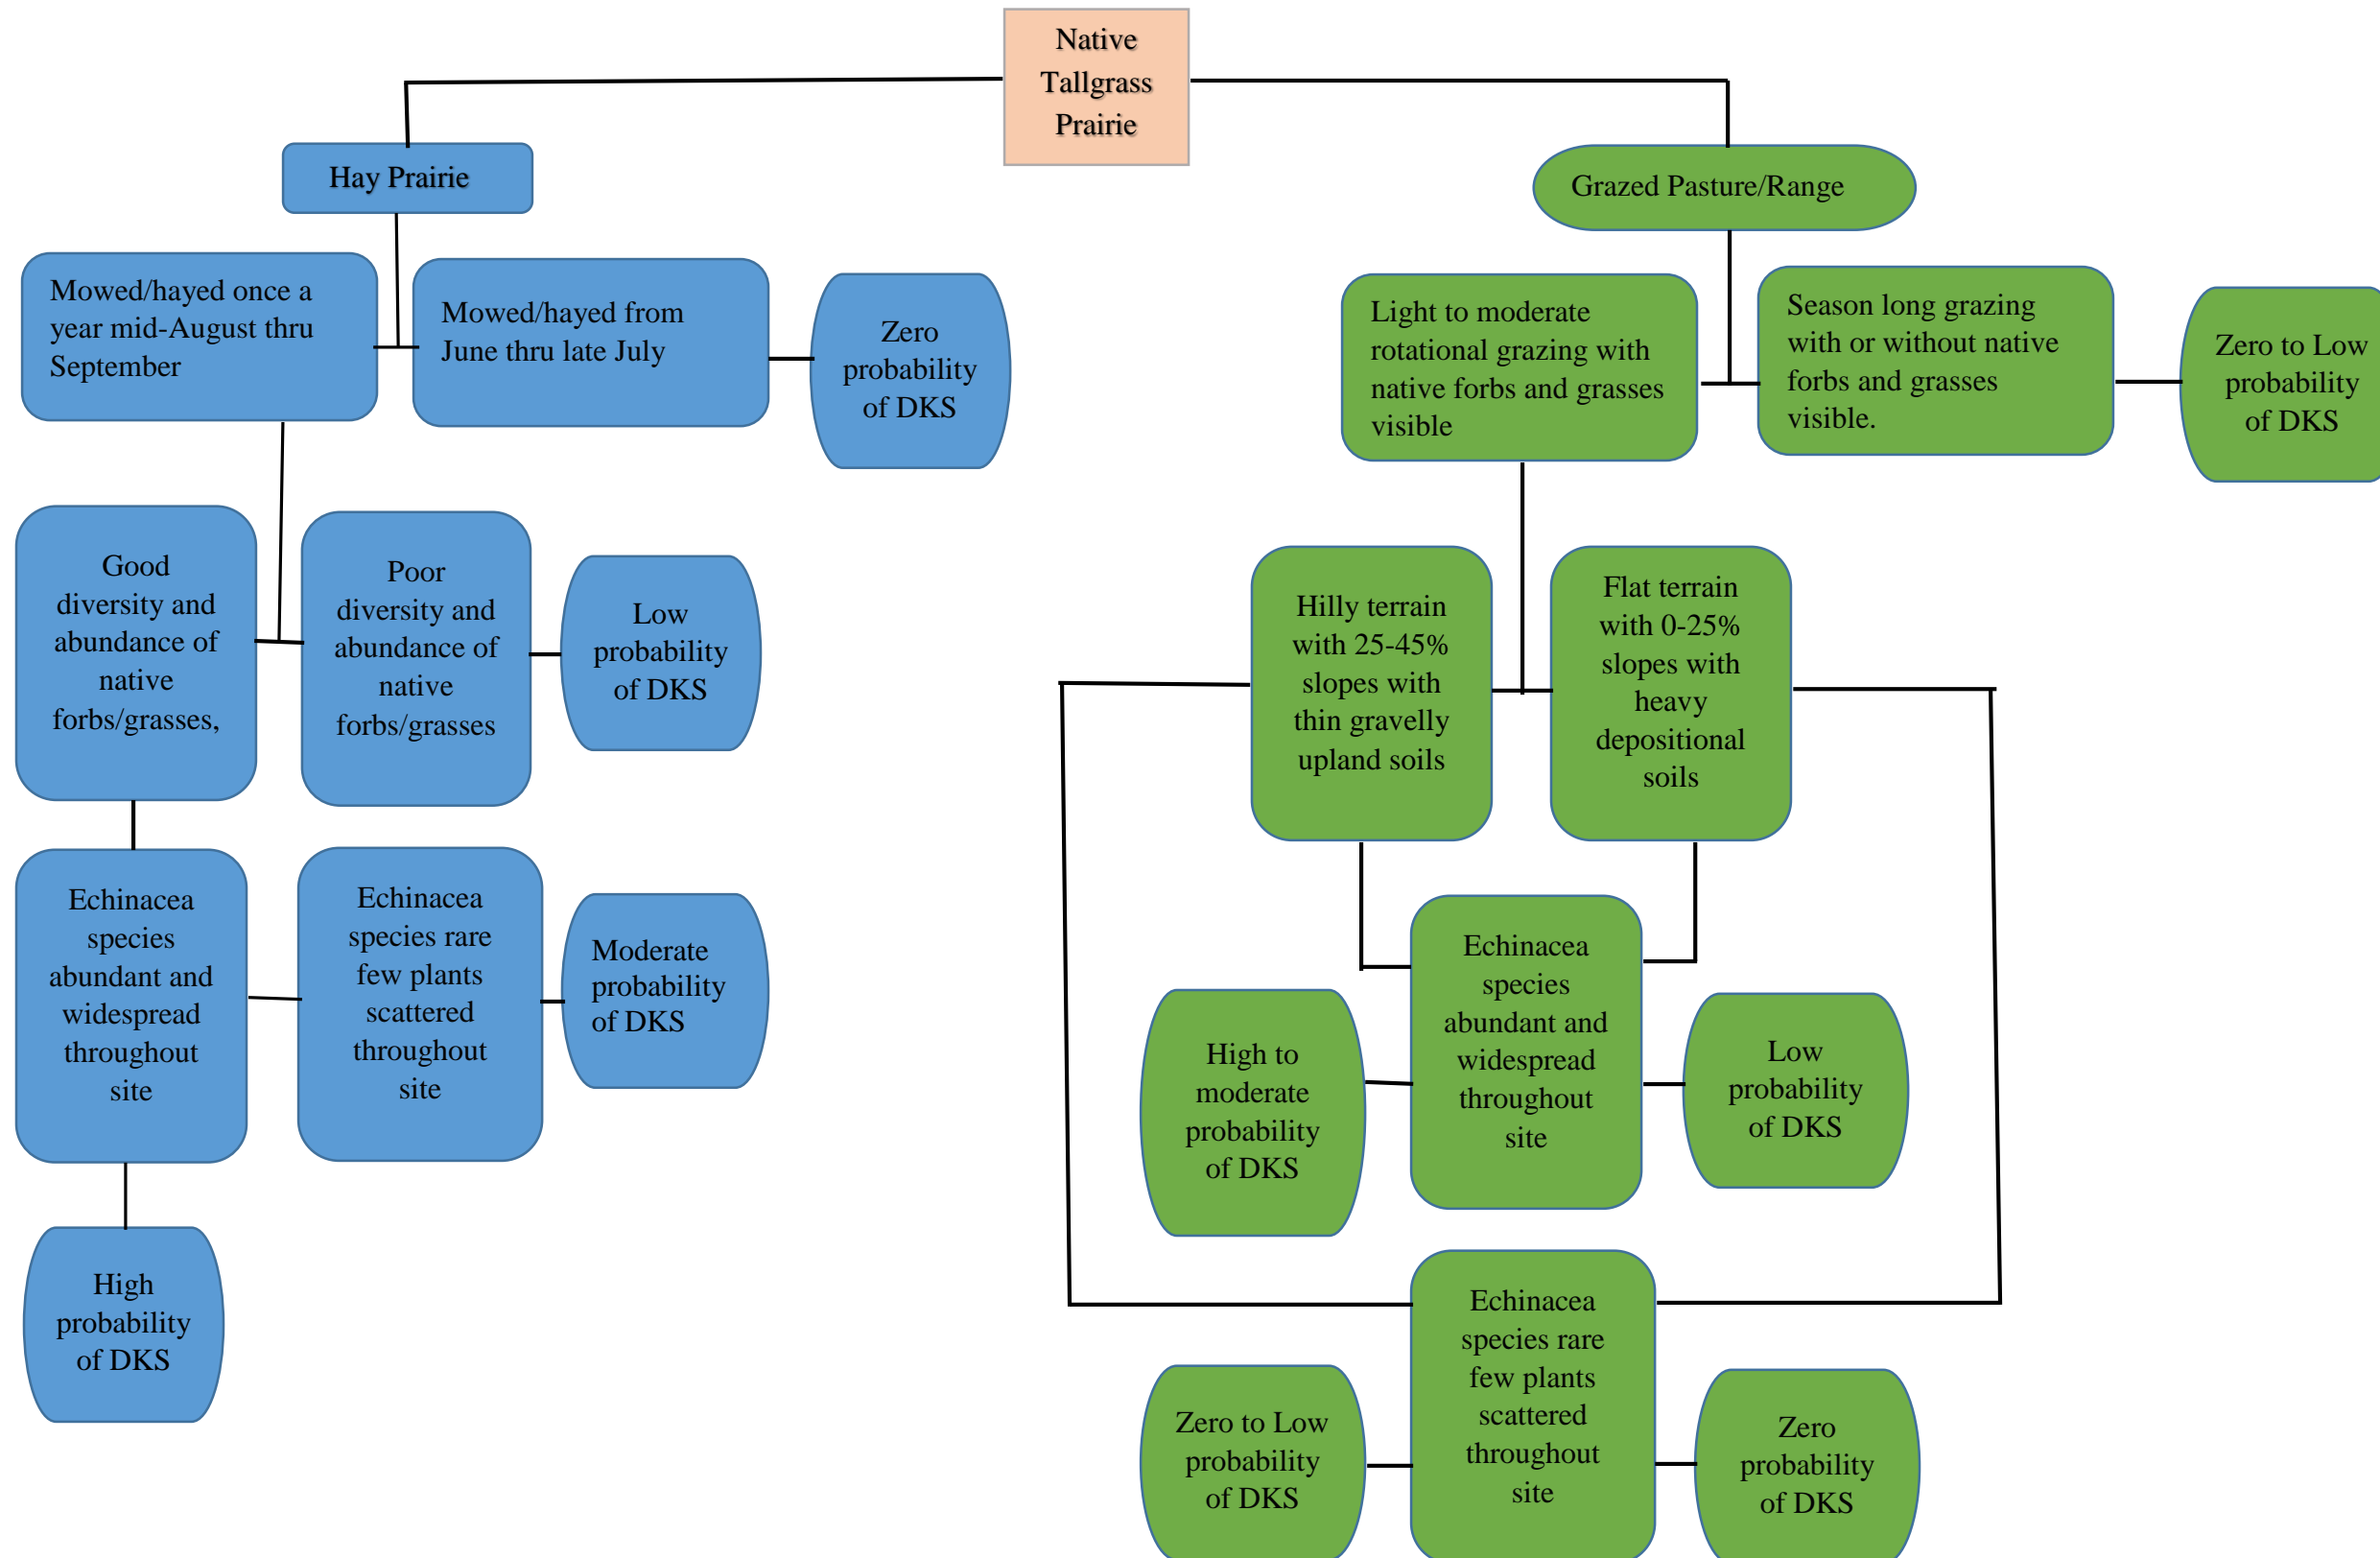 Native
Tallgrass
Prairie
Hay Prairie
Grazed Pasture/Range
Mowed/hayed once a
year mid-August thru
September
Mowed/hayed from
June thru late July
Zero
probability
of DKS
Light to moderate
rotational grazing with
native forbs and grasses
visible
Season long grazing
with or without native
forbs and grasses
visible.
Zero to Low
probability
of DKS
Good
diversity and
abundance of
native
forbs/grasses,
Poor
diversity and
abundance of
native
forbs/grasses
Low
probability
of DKS
Hilly terrain
with 25-45%
slopes with
thin gravelly
upland soils
Flat terrain
with 0-25%
slopes with
heavy
depositional
soils
Echinacea
species
abundant and
widespread
throughout
site
Echinacea
species rare
few plants
scattered
throughout
site
Moderate
probability
of DKS
High to
moderate
probability
of DKS
Echinacea
species
abundant and
widespread
throughout
site
Low
probability
of DKS
High
probability
of DKS
Zero to Low
probability
of DKS
Echinacea
species rare
few plants
scattered
throughout
site
Zero
probability
of DKS